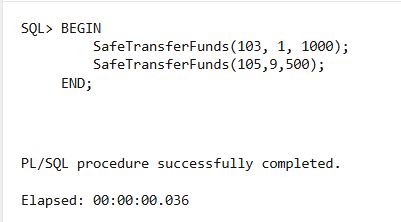 SQL> BEGIN
SafeTransferFunds(103, 1, 1000);
SafeTransferFunds(105,9,500);
END;
PL/SQL procedure successfully completed.
Elapsed: 00:00:00.036